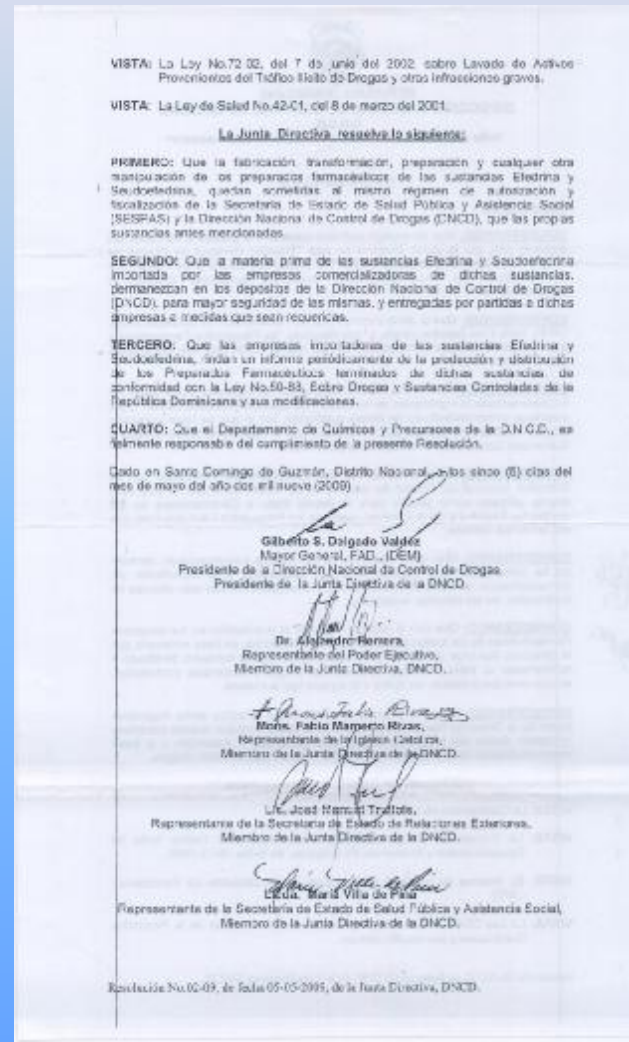 VISTA: La Ley No.72-02, del 7 de junio del 2002, sobre Lavado de Activos
Provenientes del Tráfico Ilícito de Drogas y otras infracciones graves.
VISTA: La Ley de Salud No.42-01, del 8 de marzo del 2001.
La Junta Directiva resuelve lo siguiente:
PRIMERO: Que la fabricación, transformación, preparación y cualquier otra
manipulación de los preparados farmacéuticos de las sustancias Efedrina y
Seudoefedrina, quedan sometidas al mismo régimen de autorización y
fiscalización de la Secretaría de Estado de Salud Pública y Asistencia Social
(SESPAS) y la Dirección Nacional de Control de Drogas (DNCD), que las propias
sustancias antes mencionadas.
SEGUNDO: Que la materia prima de las sustancias Efedrina y Seudoefedrina
importada por las empresas comercializadoras de dichas sustancias,
permanezcan en los depósitos de la Dirección Nacional de Control de Drogas
(DNCD), para mayor seguridad de las mismas, y entregadas por partidas a dichas
empresas a medidas que sean requeridas.
TERCERO: Que las empresas importadoras de las sustancias Efedrina y
Seudoefedrina, rindan un informe periódicamente de la producción y distribución
de los Preparados Farmacéuticos terminados de dichas sustancias, de
conformidad con la Ley No.50-88, Sobre Drogas y Sustancias Controladas de la
República Dominicana y sus modificaciones.
CUARTO: Que el Departamento de Químicos y Precursores de la D.N.C.D., es
fielmente responsable del cumplimiento de la presente Resolución.
Dado en Santo Domingo de Guzmán, Distrito Nacional, a los cinco (5) días del
mes de mayo del año dos mil nueve (2009)
Gilberto S. Delgado Valdez
Mayor General, FAD., (DEM)
Presidente de la Dirección Nacional de Control de Drogas
Presidente de la Junta Directiva de la DNCD.
Dr. Alejandro Herrera,
Representante del Poder Ejecutivo,
Miembro de la Junta Directiva, DNCD.
Mons. Fabio Mamerto Rivas,
Representante de la Iglesia Católica,
Miembro de la Junta Directiva de la DNCD.
Lic. José Manuel
Representante de la Secretaría de Estado de Relaciones Exteriores,
Miembro de la Junta Directiva de la DNCD.
Licda. María Villa de
Representante de la Secretaría de Estado de Salud Pública y Asistencia Social,
Miembro de la Junta Directiva de la DNCD.
Resolución No.02-09, de fecha 05-05-2009, de la Junta Directiva, DNCD.